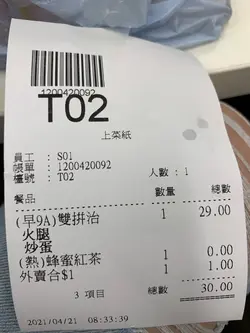 1200420092
T02
上菜紙
員工 : S01
帳單 : 1200420092
檯號 : T02 人數 : 1
餐品 數量 總數
(早9A)雙拼治 1 29.00
火腿
炒蛋
(熱)蜂蜜紅茶 1 0.00
外賣合$1 1 1.00
3 項目 30.00
2021/04/21 08:33:39